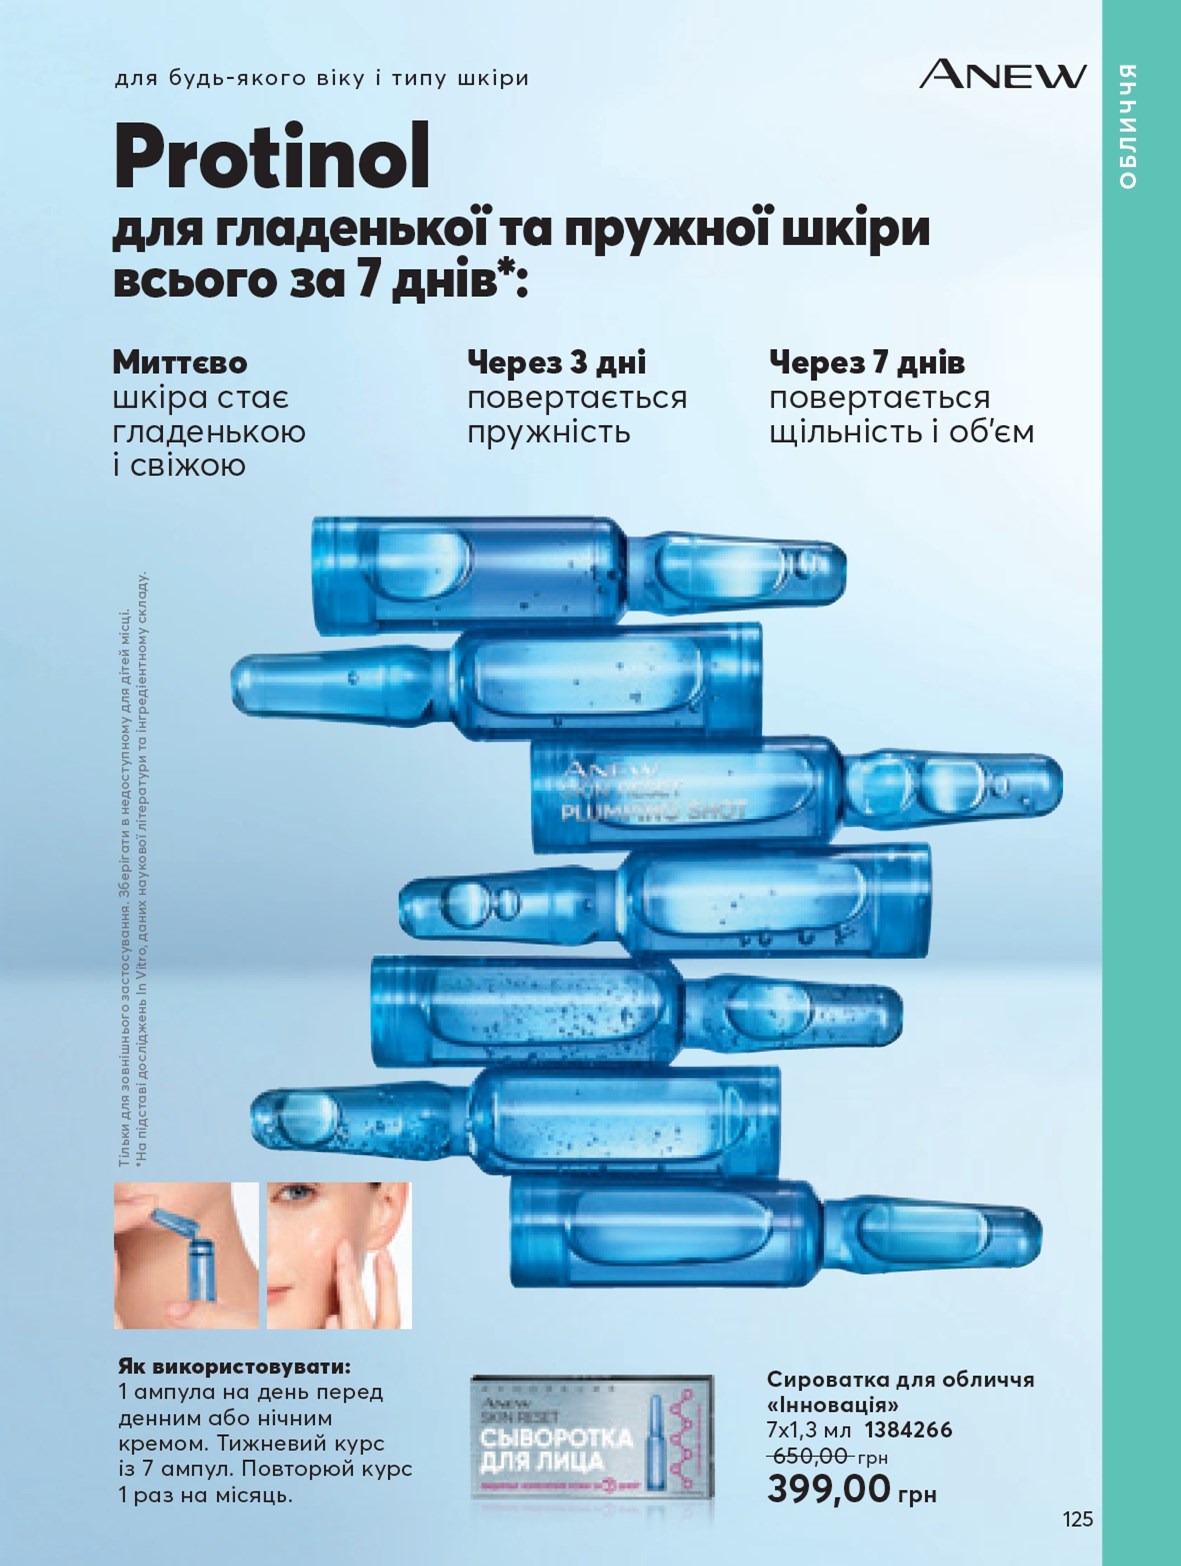 для будь-якого віку і типу шкіри
ANEW
ОБЛИЧЧЯ
Protinol
для гладенької та пружної шкіри
всього за 7 днів*:
Миттєво
шкіра стає
гладенькою
і свіжою
Через 3 дні
повертається
пружність
Через 7 днів
повертається
щільність і об’єм
Тільки для зовнішнього застосування. Зберігати в недоступному для дітей місці.
*На підставі досліджень In Vitro, даних наукової літератури та інгредієнтному складу.
ANEW
SKIN RESET
PLUMPING SHOT
Як використовувати:
1 ампула на день перед
денним або нічним
кремом. Тижневий курс
із 7 ампул. Повторюй курс
1 раз на місяць.
ANEW
SKIN RESET
СЫВОРОТКА
ДЛЯ ЛИЦА
Сироватка для обличчя
«Інновація»
7х1,3 мл 1384266
650,00 грн
399,00 грн
125